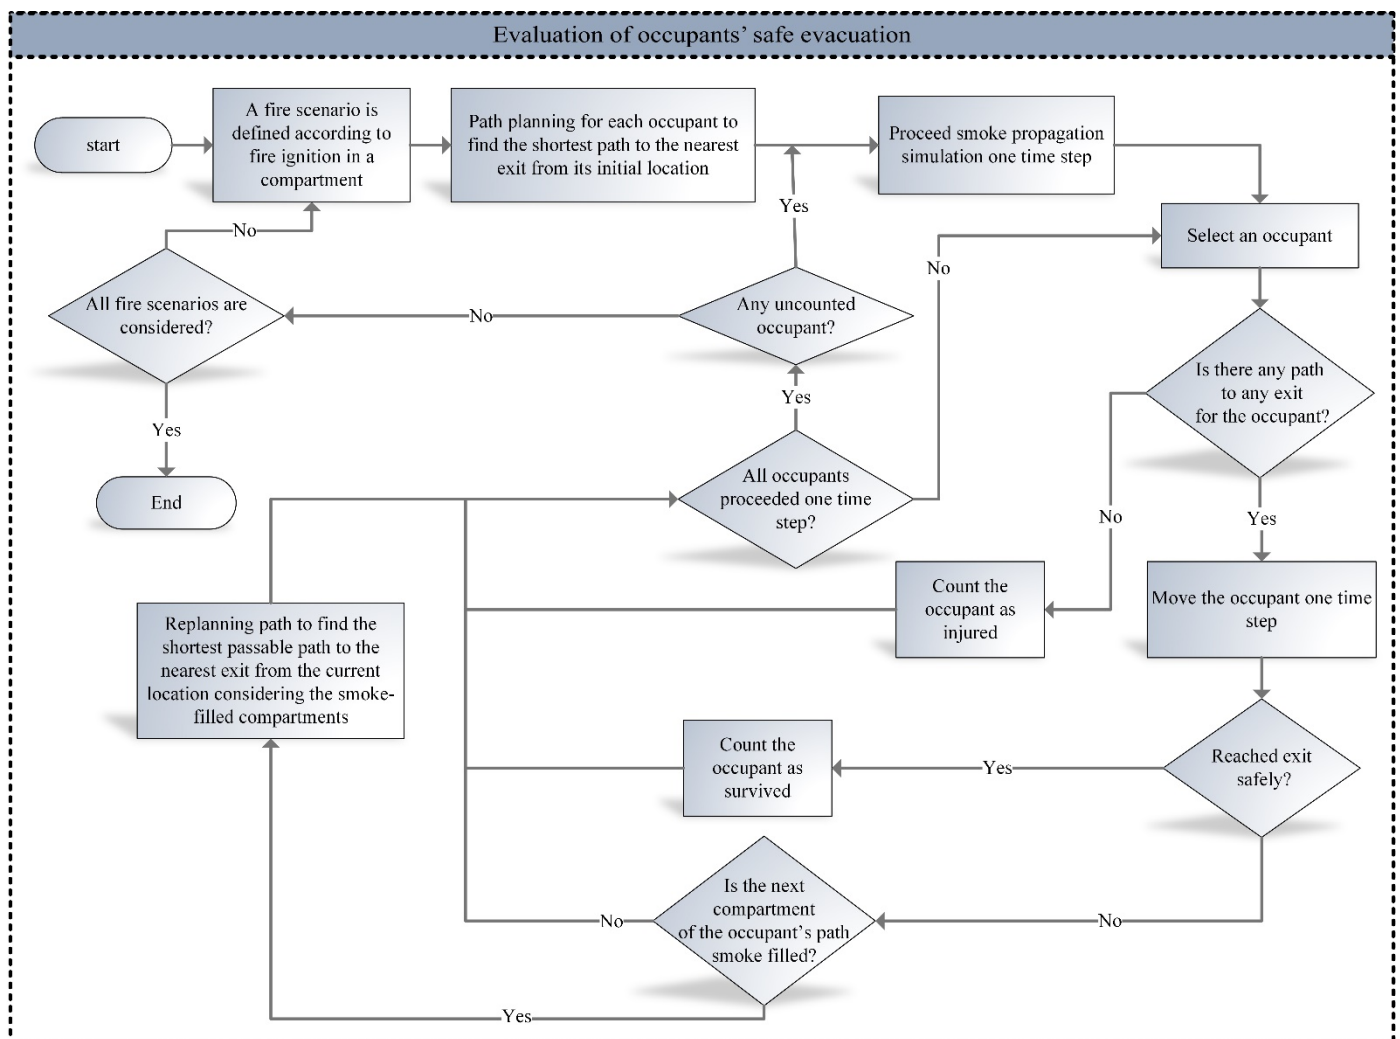 Evaluation of occupants’ safe evacuation
start
A fire scenario is
defined according to
fire ignition in a
compartment
Path planning for each occupant to
find the shortest path to the nearest
exit from its initial location
Proceed smoke propagation
simulation one time step
Yes
No
Select an occupant
No
All fire scenarios are
considered?
No
Any uncounted
occupant?
Is there any path
to any exit
for the occupant?
Yes
Yes
End
All occupants
proceeded one time
step?
No
Yes
Count the
occupant as
injured
Move the occupant one time
step
Replanning path to find the
shortest passable path to the
nearest exit from the current
location considering the smoke-
filled compartments
Count the
occupant as
survived
Yes
Reached exit
safely?
Is the next
compartment
of the occupant’s path
smoke filled?
No
No
Yes